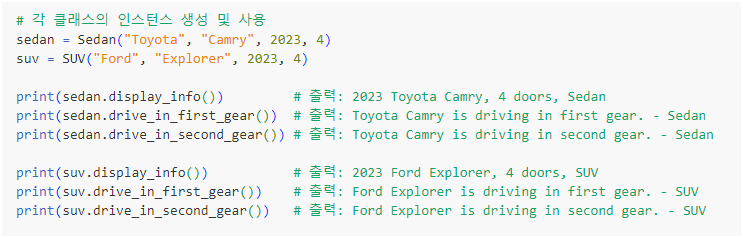 # 각 클래스의 인스턴스 생성 및 사용
sedan = Sedan("Toyota", "Camry", 2023, 4)
suv = SUV("Ford", "Explorer", 2023, 4)
print(sedan.display_info())         # 출력: 2023 Toyota Camry, 4 doors, Sedan
print(sedan.drive_in_first_gear())  # 출력: Toyota Camry is driving in first gear. - Sedan
print(sedan.drive_in_second_gear()) # 출력: Toyota Camry is driving in second gear. - Sedan
print(suv.display_info())           # 출력: 2023 Ford Explorer, 4 doors, SUV
print(suv.drive_in_first_gear())    # 출력: Ford Explorer is driving in first gear. - SUV
print(suv.drive_in_second_gear())   # 출력: Ford Explorer is driving in second gear. - SUV